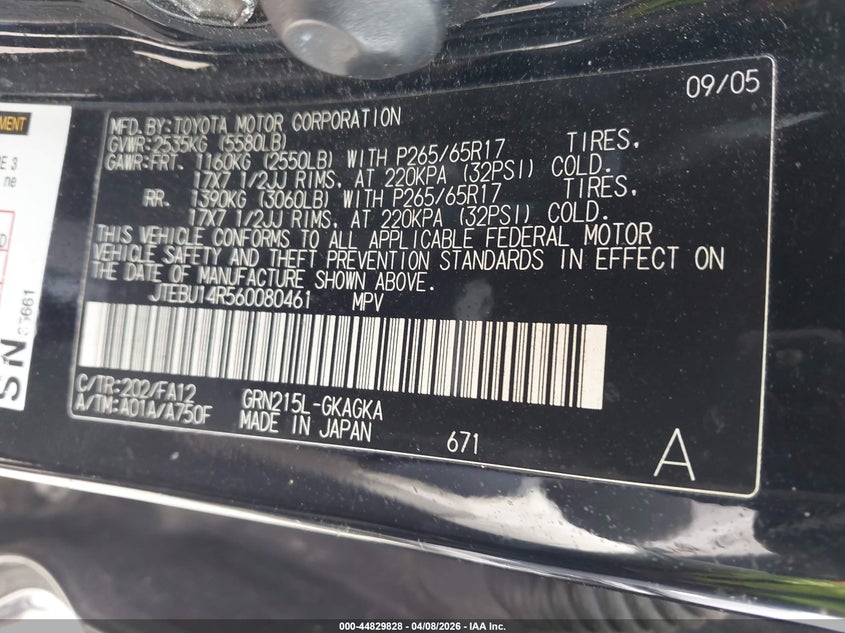 09/05
MFD. BY: TOYOTA MOTOR CORPORATION
GVWR: 2535KG (5580LB)
GAWR: FRT. 1160KG (2550LB) WITH P265/65R17 TIRES,
17X7 1/2JJ RIMS, AT 220KPA (32PSI) COLD.
RR. 1390KG (3060LB) WITH P265/65R17 TIRES,
17X7 1/2JJ RIMS, AT 220KPA (32PSI) COLD.
THIS VEHICLE CONFORMS TO ALL APPLICABLE FEDERAL MOTOR
VEHICLE SAFETY AND THEFT PREVENTION STANDARDS IN EFFECT ON
THE DATE OF MANUFACTURE SHOWN ABOVE.
JTEBU14R560080461 MPV
C/TR: 202/FA12 GRN215L-GKAGKA
A/TM: A01A/A750F MADE IN JAPAN
671
A
E 3
ne
D
SN
000-44829828 - 04/08/2026 - IAA Inc.